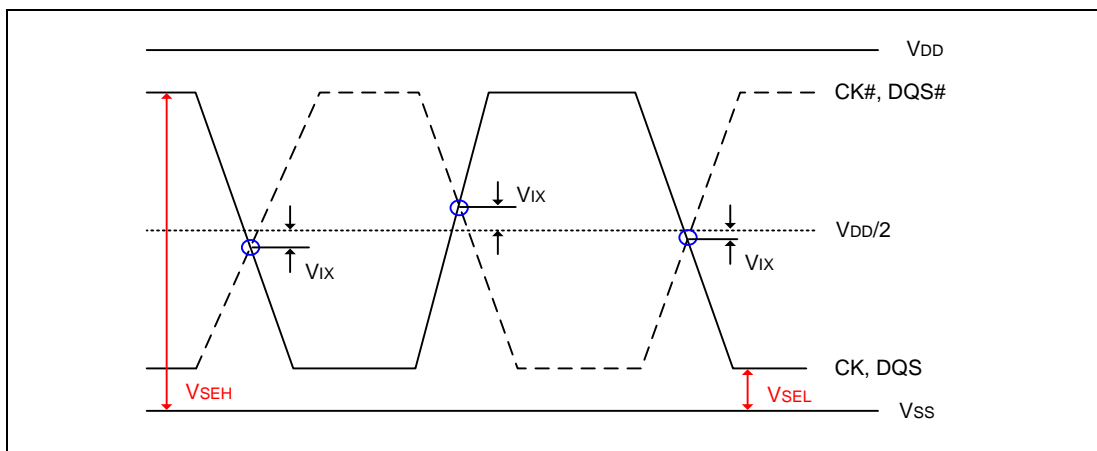 VDD
CK#, DQS#
VIX
VDD/2
VIX
VIX
CK, DQS
VSEH
VSEL
VSS